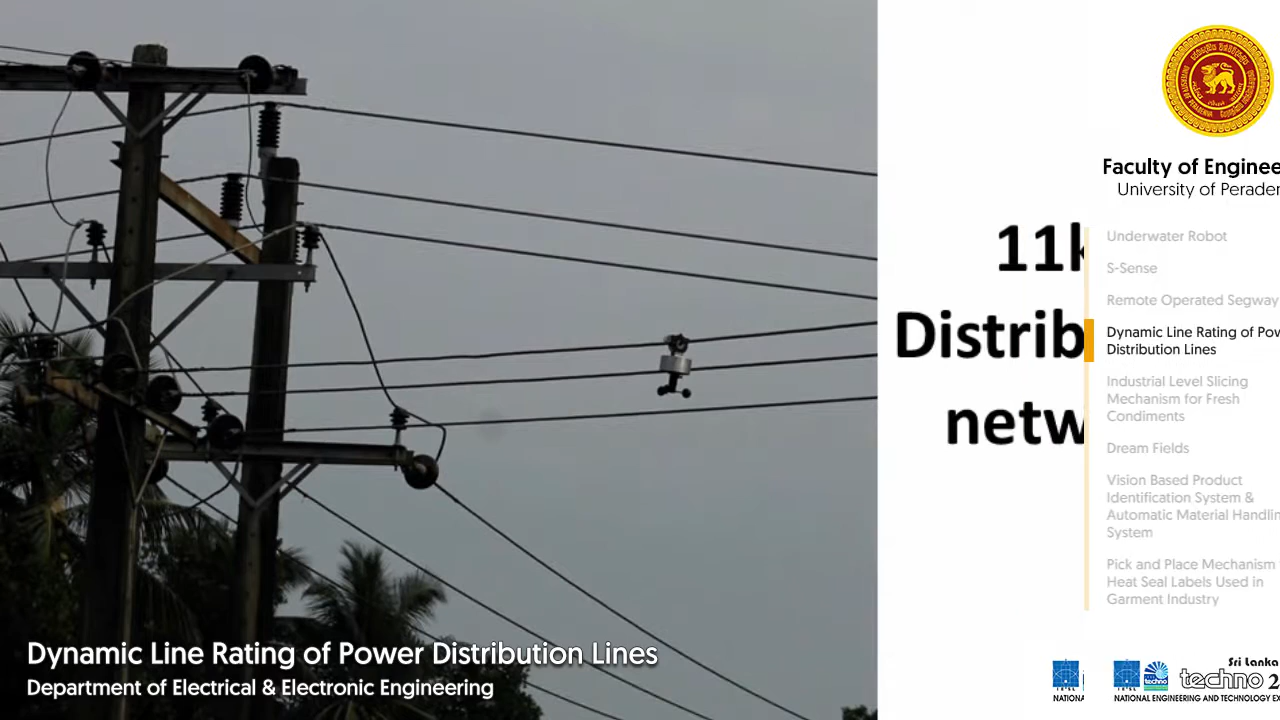 11k
Distrib
netw
Faculty of Enginee
University of Perader
Underwater Robot
S-Sense
Remote Operated Segway
Dynamic Line Rating of Pow
Distribution Lines
Industrial Level Slicing
Mechanism for Fresh
Condiments
Dream Fields
Vision Based Product
Identification System &
Automatic Material Handlin
System
Pick and Place Mechanism
Heat Seal Labels Used in
Garment Industry
Dynamic Line Rating of Power Distribution Lines
Department of Electrical & Electronic Engineering
Sri Lanka
techno 2
NATIONA
NATIONAL ENGINEERING AND TECHNOLOGY EX